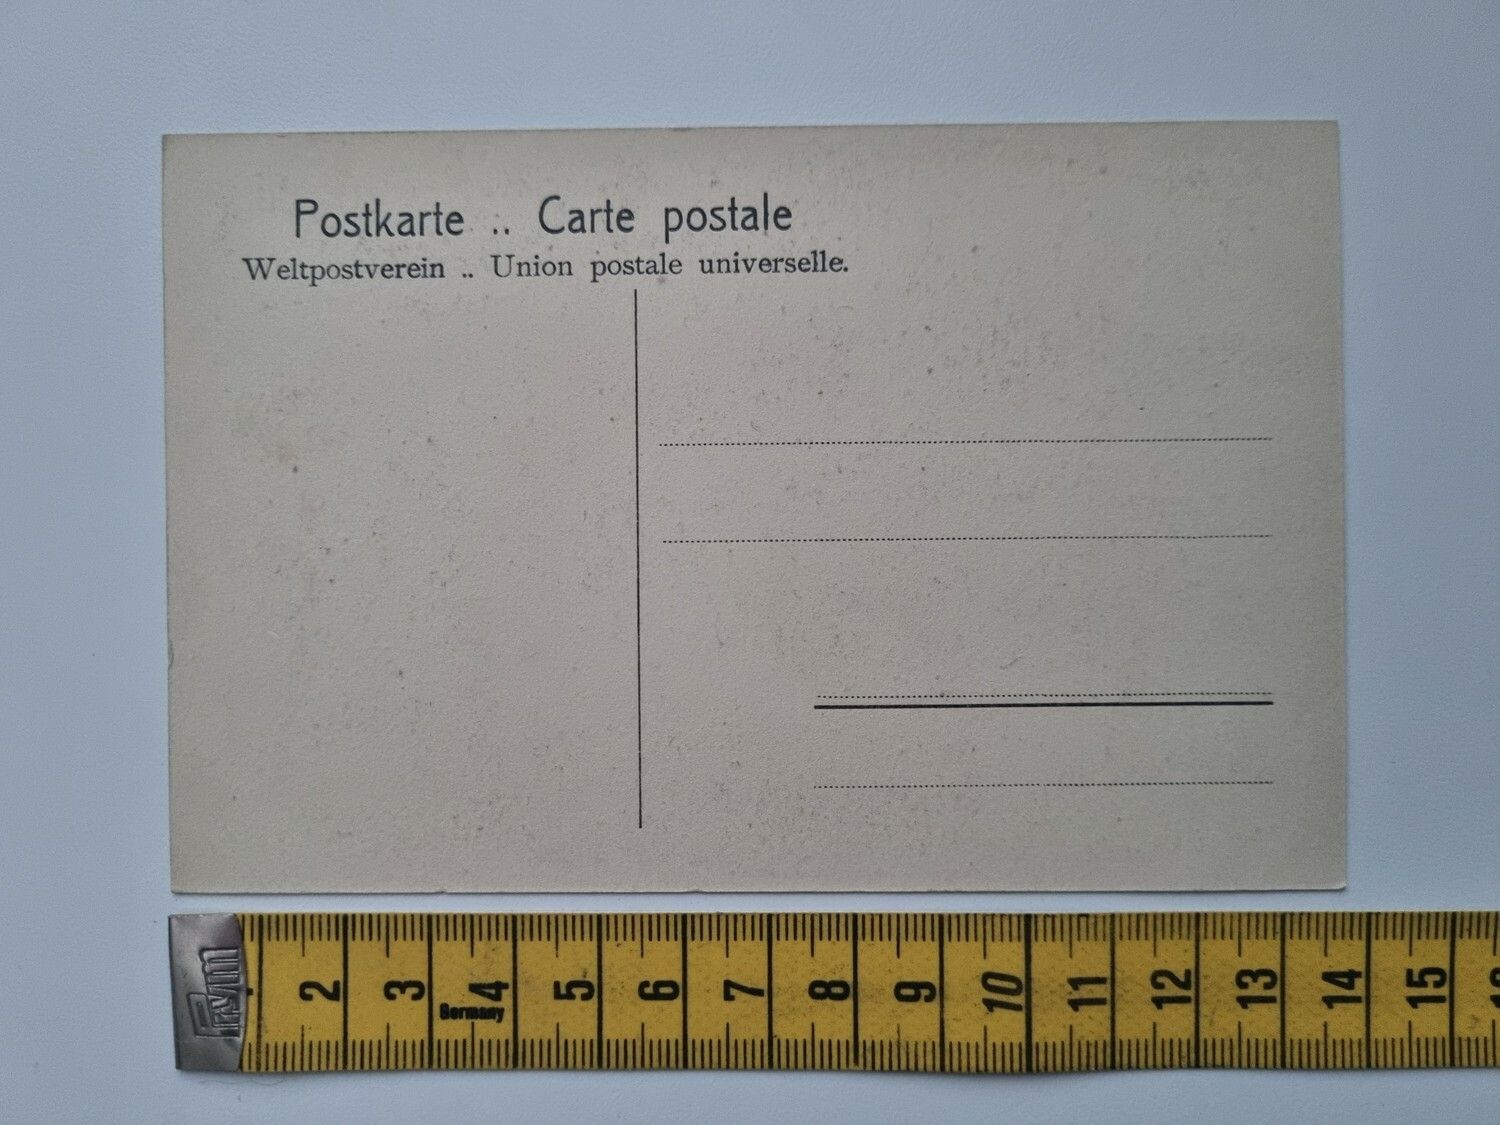 Postkarte .. Carte postale
Weltpostverein .. Union postale universelle.
Prym 2 3 4 5 6 7 8 9 10 11 12 13 14 15
Germany